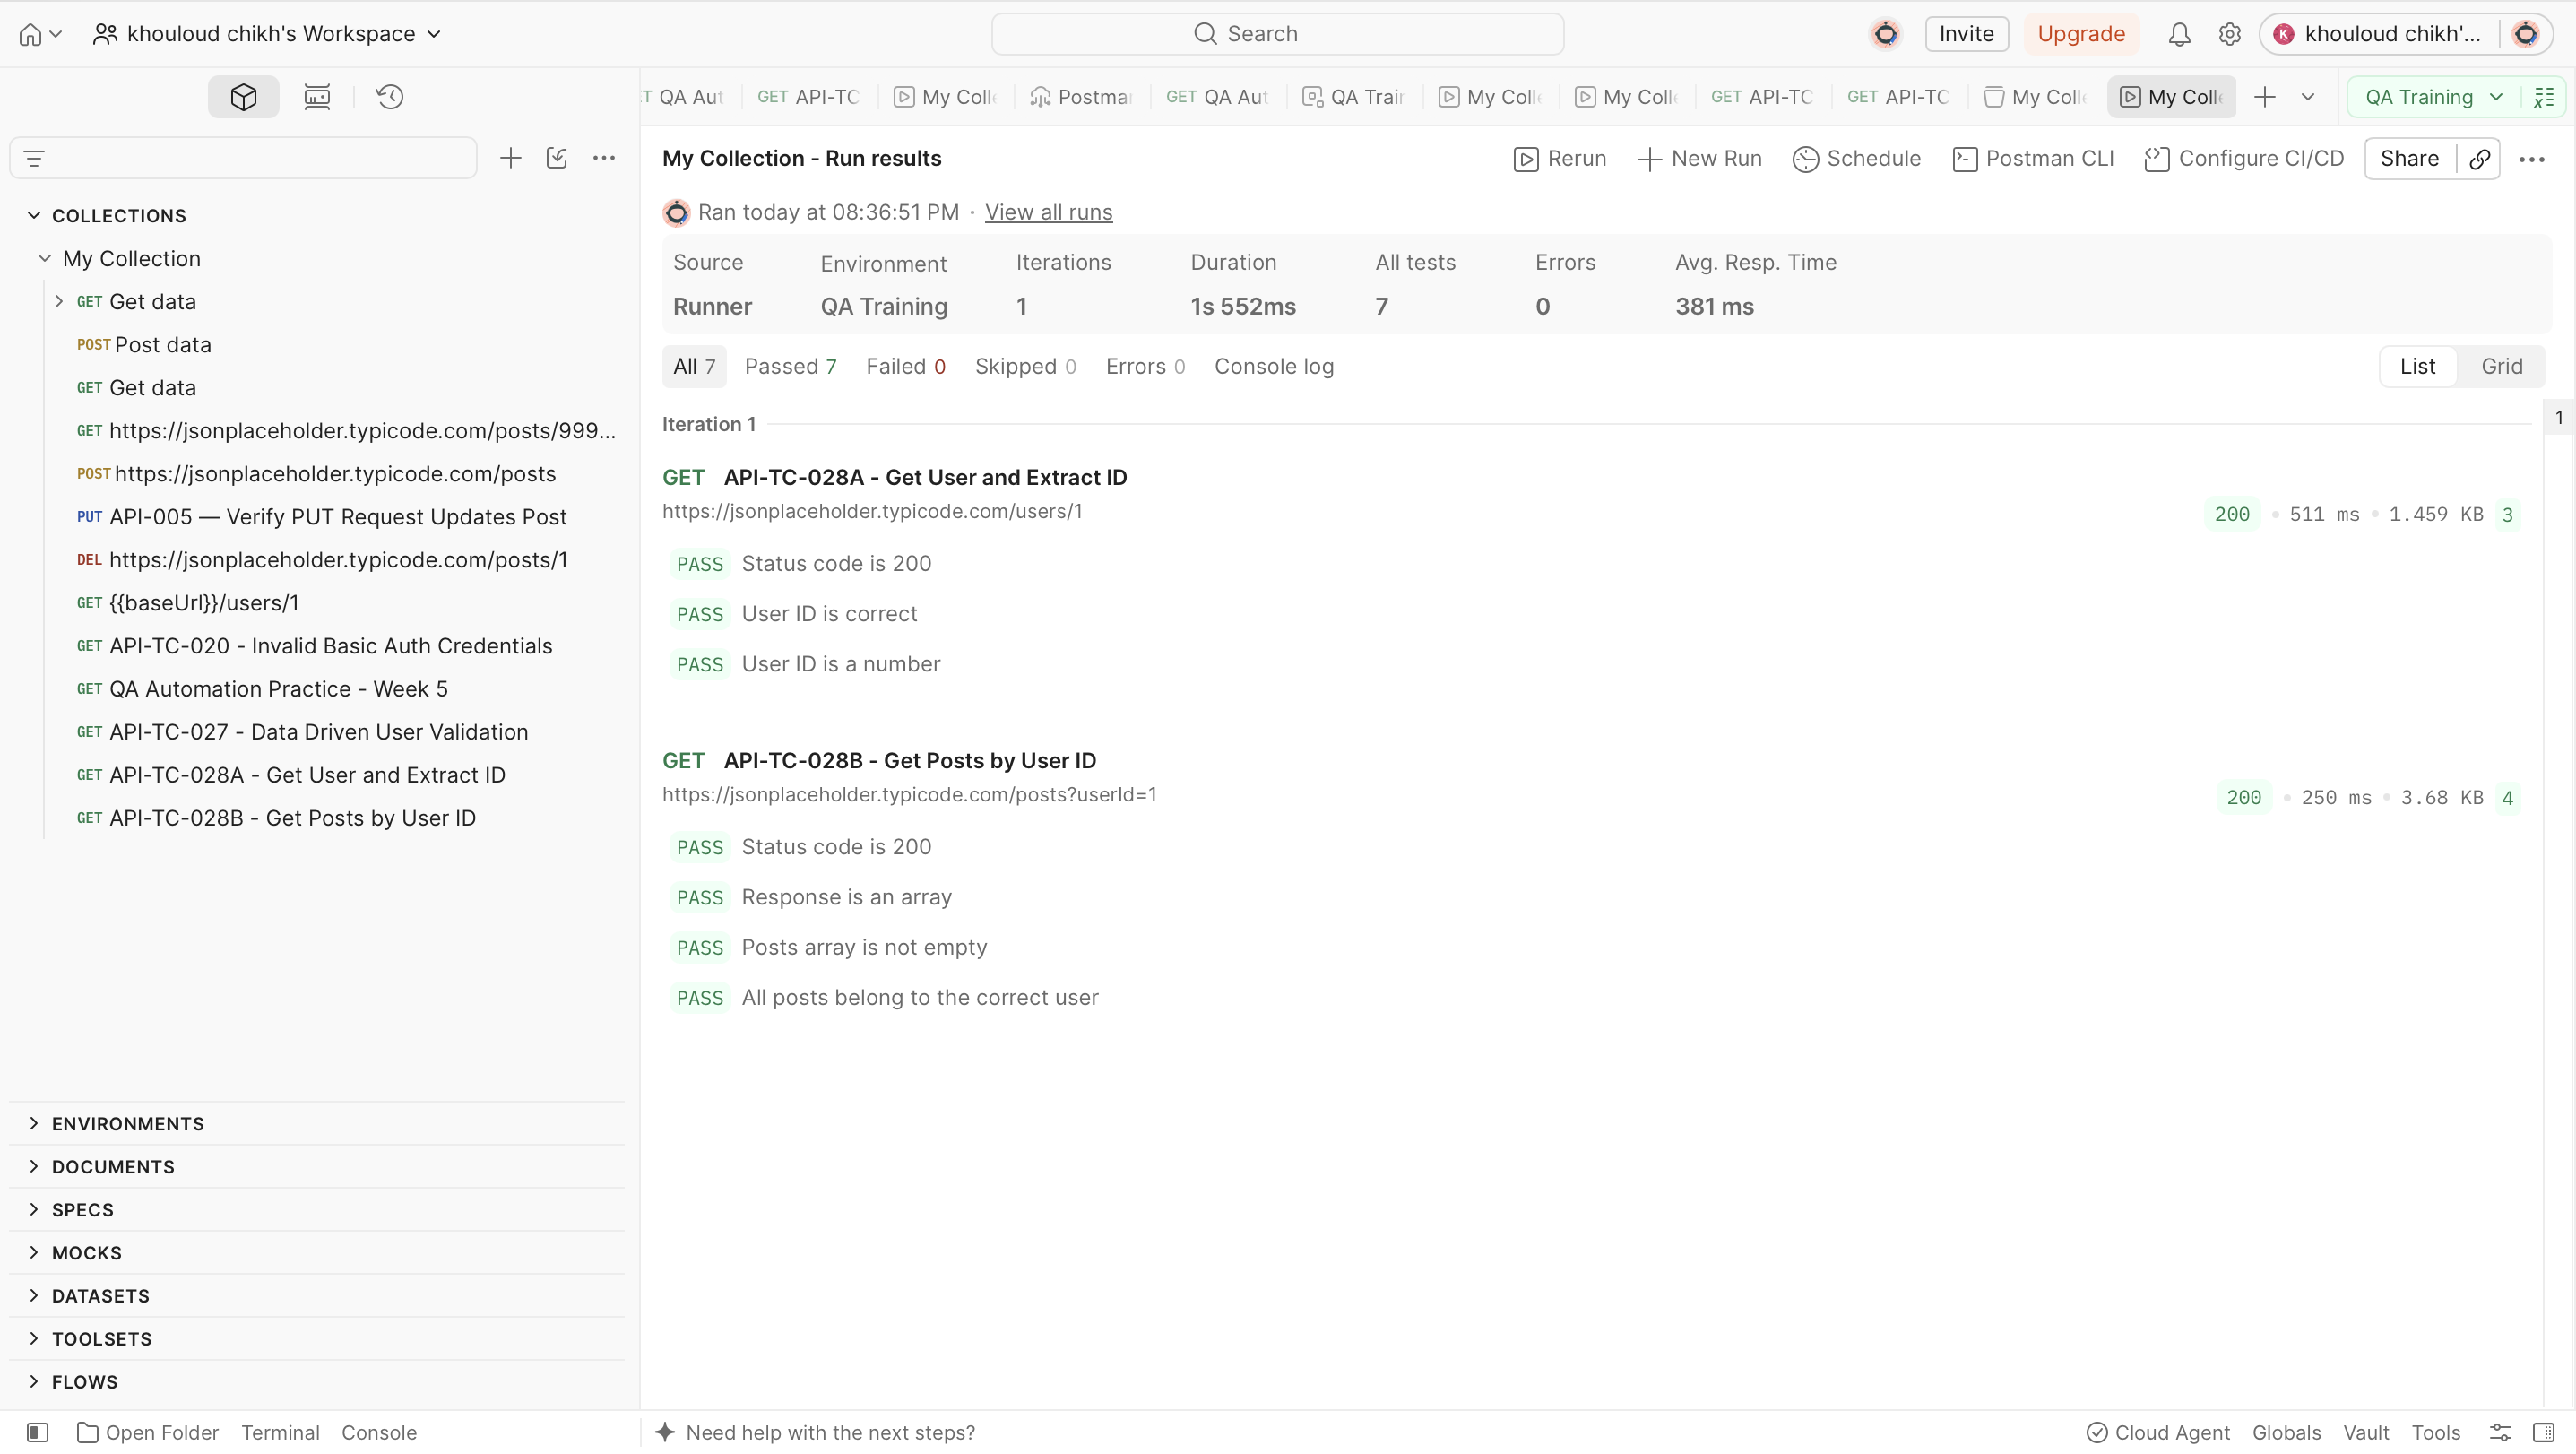 khouloud chikh's Workspace
Search
Invite
Upgrade
K
khouloud chikh'...
T QA Aut
GET API-TC
My Coll
Postma
GET QA Aut
QA Trai
My Coll
My Coll
GET API-TC
GET API-TC
My Coll
My Coll
QA Training
COLLECTIONS
My Collection
GET Get data
POST Post data
GET Get data
GET https://jsonplaceholder.typicode.com/posts/999...
POST https://jsonplaceholder.typicode.com/posts
PUT API-005 — Verify PUT Request Updates Post
DEL https://jsonplaceholder.typicode.com/posts/1
GET {{baseUrl}}/users/1
GET API-TC-020 - Invalid Basic Auth Credentials
GET QA Automation Practice - Week 5
GET API-TC-027 - Data Driven User Validation
GET API-TC-028A - Get User and Extract ID
GET API-TC-028B - Get Posts by User ID
ENVIRONMENTS
DOCUMENTS
SPECS
MOCKS
DATASETS
TOOLSETS
FLOWS
My Collection - Run results
Rerun
New Run
Schedule
Postman CLI
Configure CI/CD
Share
Ran today at 08:36:51 PM · View all runs
Source Environment Iterations Duration All tests Errors Avg. Resp. Time
Runner QA Training 1 1s 552ms 7 0 381 ms
All 7 Passed 7 Failed 0 Skipped 0 Errors 0 Console log
List Grid
Iteration 1
1
GET API-TC-028A - Get User and Extract ID
https://jsonplaceholder.typicode.com/users/1
200 • 511 ms • 1.459 KB 3
PASS Status code is 200
PASS User ID is correct
PASS User ID is a number
GET API-TC-028B - Get Posts by User ID
https://jsonplaceholder.typicode.com/posts?userId=1
200 • 250 ms • 3.68 KB 4
PASS Status code is 200
PASS Response is an array
PASS Posts array is not empty
PASS All posts belong to the correct user
Open Folder Terminal Console
Need help with the next steps?
Cloud Agent Globals Vault Tools